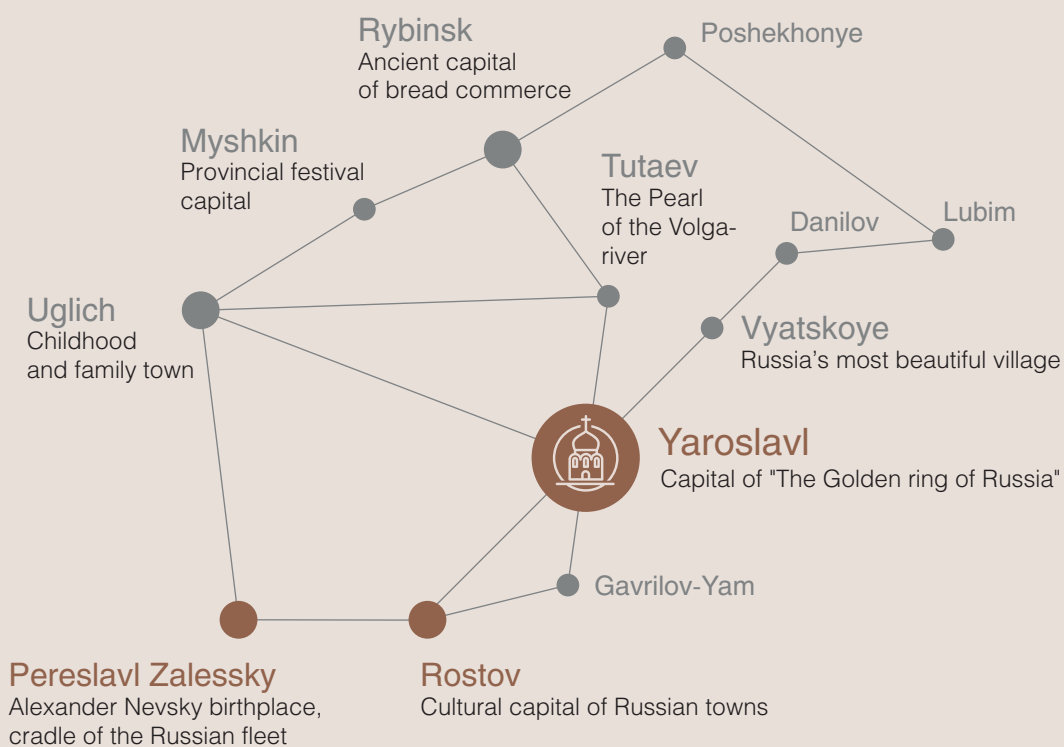 Rybinsk
Ancient capital
of bread commerce
Poshekhonye
Myshkin
Provincial festival
capital
Tutaev
The Pearl
of the Volga-
river
Danilov
Lubim
Uglich
Childhood
and family town
Vyatskoye
Russia's most beautiful village
Yaroslavl
Capital of "The Golden ring of Russia"
Gavrilov-Yam
Pereslavl Zalessky
Alexander Nevsky birthplace,
cradle of the Russian fleet
Rostov
Cultural capital of Russian towns